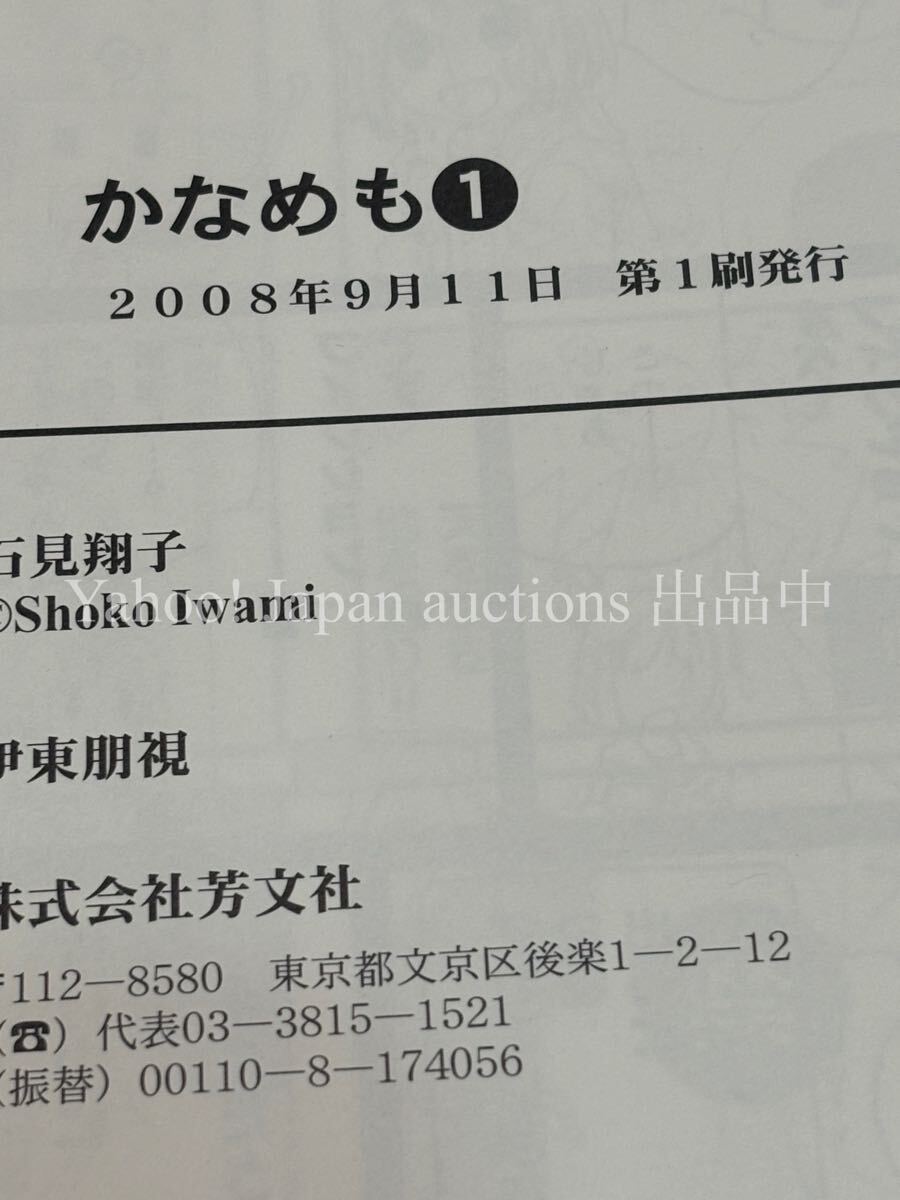 かなめも❶
２００８年９月１１日　第１刷発行
石見翔子
©Shoko Iwami
Yahoo! Japan auctions 出品中
伊東朋視
株式会社芳文社
〒112—8580　東京都文京区後楽1—2—12
(☎) 代表03—3815—1521
(振替) 00110—8—174056